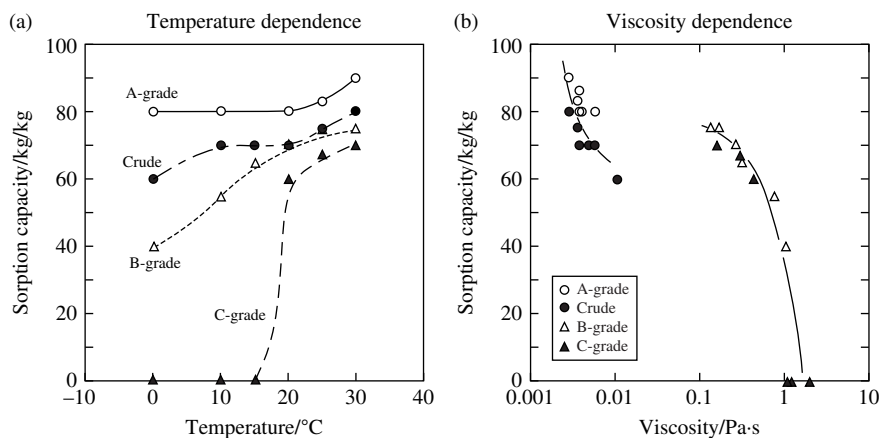 (a) Temperature dependence
Sorption capacity/kg/kg
100
80
60
40
20
0
A-grade
Crude
B-grade
C-grade
−10 0 10 20 30 40
Temperature/°C
(b) Viscosity dependence
Sorption capacity/kg/kg
100
80
60
40
20
0
A-grade
Crude
B-grade
C-grade
0.001 0.01 0.1 1 10
Viscosity/Pa·s